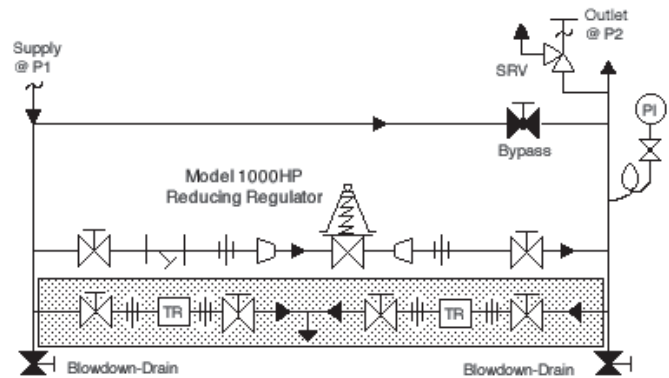 Supply
@ P1
Outlet
@ P2
SRV
PI
Bypass
Model 1000HP
Reducing Regulator
TR
TR
Blowdown-Drain
Blowdown-Drain